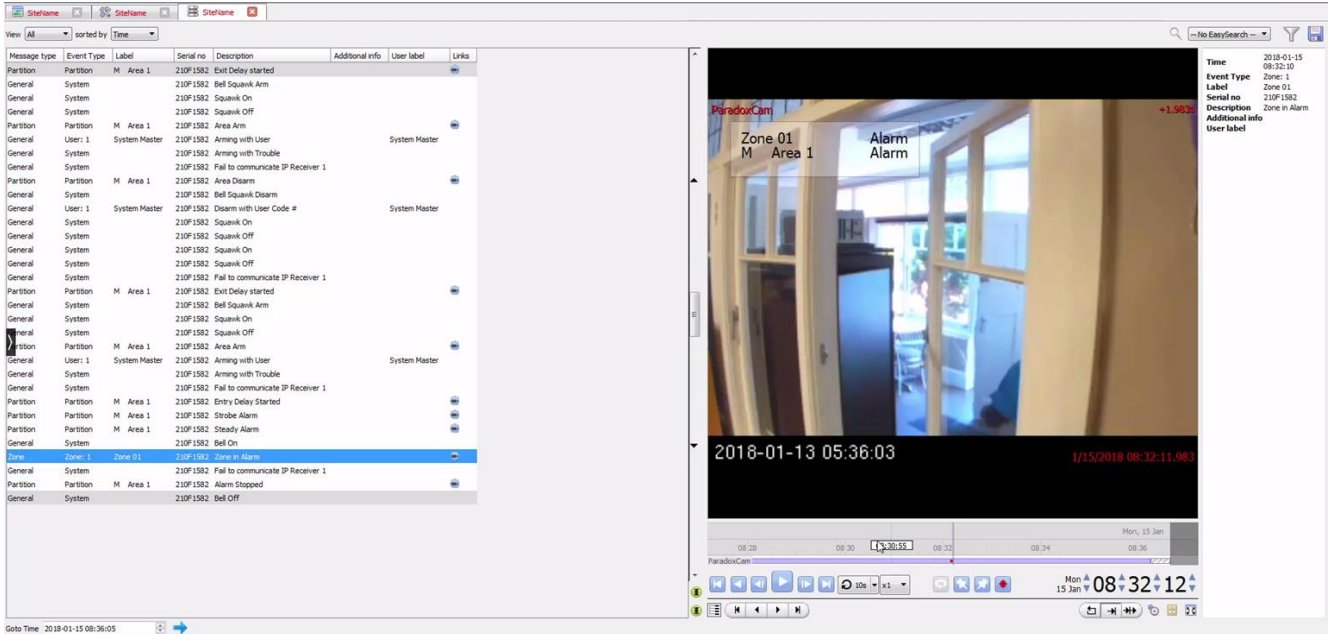 SiteName SiteName SiteName
View All sorted by Time -- No EasySearch --
Message type Event Type Label Serial no Description Additional info User label Links
Partition Partition M Area 1 210F1582 Exit Delay started
General System 210F1582 Bell Squawk Arm
General System 210F1582 Squawk On
General System 210F1582 Squawk Off
Partition Partition M Area 1 210F1582 Area Arm
General User: 1 System Master 210F1582 Arming with User System Master
General System 210F1582 Arming with Trouble
General System 210F1582 Fail to communicate IP Receiver 1
Partition Partition M Area 1 210F1582 Area Disarm
General System 210F1582 Bell Squawk Disarm
General User: 1 System Master 210F1582 Disarm with User Code # System Master
General System 210F1582 Squawk On
General System 210F1582 Squawk Off
General System 210F1582 Squawk On
General System 210F1582 Squawk Off
General System 210F1582 Fail to communicate IP Receiver 1
Partition Partition M Area 1 210F1582 Exit Delay started
General System 210F1582 Bell Squawk Arm
General System 210F1582 Squawk On
neral System 210F1582 Squawk Off
rtition Partition M Area 1 210F1582 Area Arm
General User: 1 System Master 210F1582 Arming with User System Master
General System 210F1582 Arming with Trouble
General System 210F1582 Fail to communicate IP Receiver 1
Partition Partition M Area 1 210F1582 Entry Delay Started
Partition Partition M Area 1 210F1582 Strobe Alarm
Partition Partition M Area 1 210F1582 Steady Alarm
General System 210F1582 Bell On
Zone Zone: 1 Zone 01 210F1582 Zone in Alarm
General System 210F1582 Fail to communicate IP Receiver 1
Partition Partition M Area 1 210F1582 Alarm Stopped
General System 210F1582 Bell Off
Goto Time 2018-01-15 08:36:05
ParadoxCam +1.983s
Zone 01 Alarm
M Area 1 Alarm
2018-01-13 05:36:03
1/15/2018 08:32:11.983
Mon, 15 Jan
08:28 08:30 08:32 08:34 08:36
:30:55
ParadoxCam
10s x1 Mon 15 Jan 08 32 12
Time 2018-01-15 08:32:10
Event Type Zone: 1
Label Zone 01
Serial no 210F1582
Description Zone in Alarm
Additional info
User label